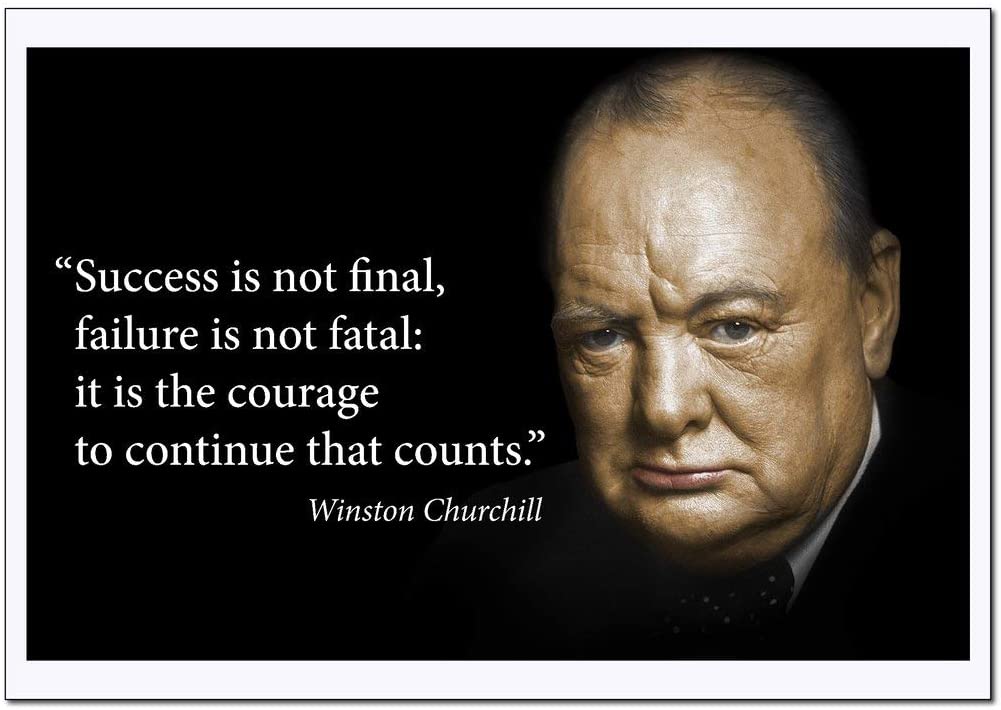 “Success is not final,
failure is not fatal:
it is the courage
to continue that counts.”
Winston Churchill